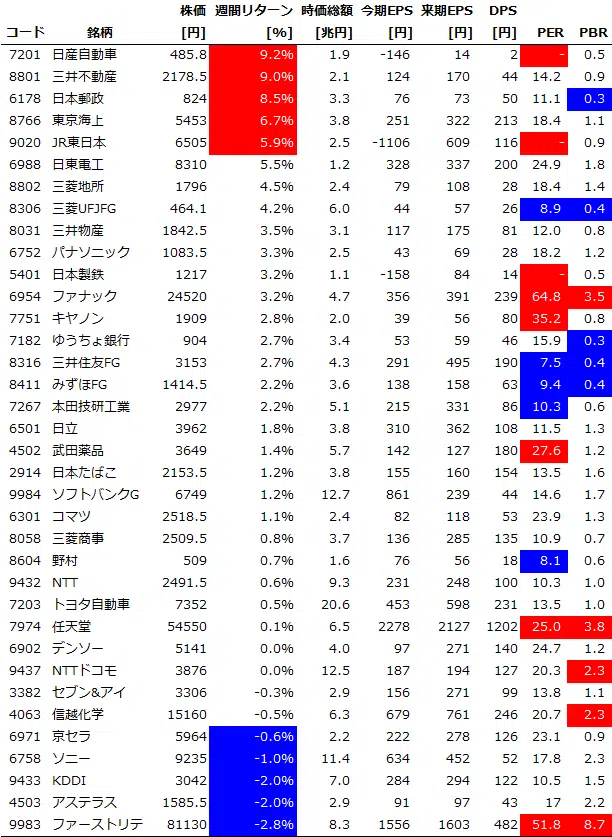 株価 週間リターン 時価総額 今期EPS 来期EPS DPS
コード 銘柄 [円] [%] [兆円] [円] [円] [円] PER PBR
7201 日産自動車 485.8 9.2% 1.9 -146 14 2 - 0.5
8801 三井不動産 2178.5 9.0% 2.1 124 170 44 14.2 0.9
6178 日本郵政 824 8.5% 3.3 76 73 50 11.1 0.3
8766 東京海上 5453 6.7% 3.8 251 322 213 18.4 1.1
9020 JR東日本 6505 5.9% 2.5 -1106 609 116 - 0.9
6988 日東電工 8310 5.5% 1.2 328 337 200 24.9 1.8
8802 三菱地所 1796 4.5% 2.4 79 108 28 18.4 1.4
8306 三菱UFJFG 464.1 4.2% 6.0 44 57 26 8.9 0.4
8031 三井物産 1842.5 3.5% 3.1 117 175 81 12.0 0.8
6752 パナソニック 1083.5 3.3% 2.5 43 69 28 18.2 1.2
5401 日本製鉄 1217 3.2% 1.1 -158 84 14 - 0.5
6954 ファナック 24520 3.2% 4.7 356 391 239 64.8 3.5
7751 キヤノン 1909 2.8% 2.0 39 56 80 35.2 0.8
7182 ゆうちょ銀行 904 2.7% 3.4 53 59 46 15.9 0.3
8316 三井住友FG 3153 2.7% 4.3 291 495 190 7.5 0.4
8411 みずほFG 1414.5 2.2% 3.6 138 158 63 9.4 0.4
7267 本田技研工業 2977 2.2% 5.1 215 331 86 10.3 0.6
6501 日立 3962 1.8% 3.8 310 362 108 11.5 1.3
4502 武田薬品 3649 1.4% 5.7 142 127 180 27.6 1.2
2914 日本たばこ 2153.5 1.2% 3.8 155 160 154 13.5 1.6
9984 ソフトバンクG 6749 1.2% 12.7 861 239 44 14.6 1.7
6301 コマツ 2518.5 1.1% 2.4 82 118 53 23.9 1.3
8058 三菱商事 2509.5 0.8% 3.7 136 285 135 10.9 0.7
8604 野村 509 0.7% 1.6 76 56 18 8.1 0.6
9432 NTT 2491.5 0.6% 9.3 231 248 100 10.3 1.0
7203 トヨタ自動車 7352 0.5% 20.6 453 598 231 13.5 1.0
7974 任天堂 54550 0.1% 6.5 2278 2127 1202 25.0 3.8
6902 デンソー 5141 0.0% 4.0 97 271 140 24.7 1.2
9437 NTTドコモ 3876 0.0% 12.5 187 194 127 20.3 2.3
3382 セブン&アイ 3306 -0.3% 2.9 156 271 99 13.8 1.1
4063 信越化学 15160 -0.5% 6.3 679 761 246 20.7 2.3
6971 京セラ 5964 -0.6% 2.2 222 278 126 23.1 0.9
6758 ソニー 9235 -1.0% 11.4 634 452 52 17.8 2.3
9433 KDDI 3042 -2.0% 7.0 284 294 122 10.5 1.5
4503 アステラス 1585.5 -2.0% 2.9 91 97 43 17 2.2
9983 ファーストリテ 81130 -2.8% 8.3 1556 1603 482 51.8 8.7